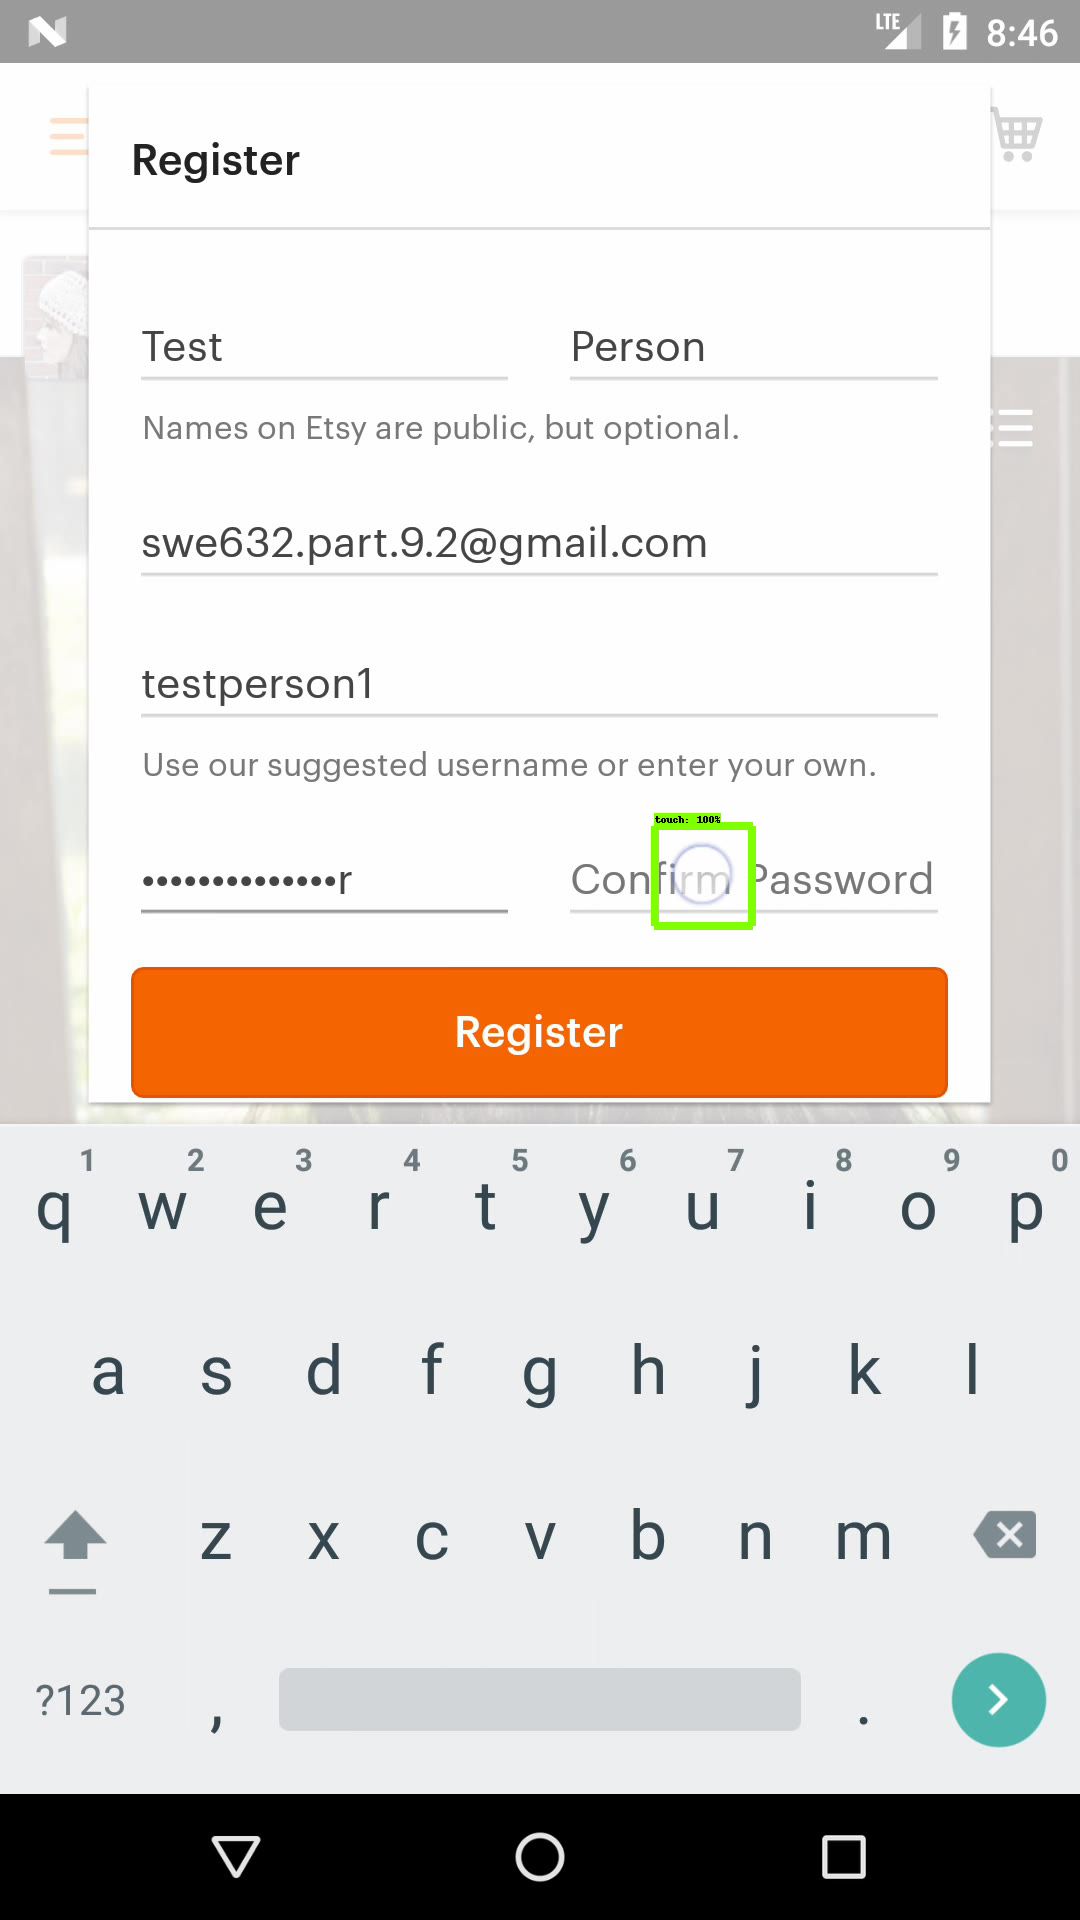 LTE 8:46
Register
Test Person
Names on Etsy are public, but optional.
swe632.part.9.2@gmail.com
testperson1
Use our suggested username or enter your own.
touch: 100%
••••••••••••••r Confirm Password
Register
1 2 3 4 5 6 7 8 9 0
q w e r t y u i o p
a s d f g h j k l
z x c v b n m
?123 , .